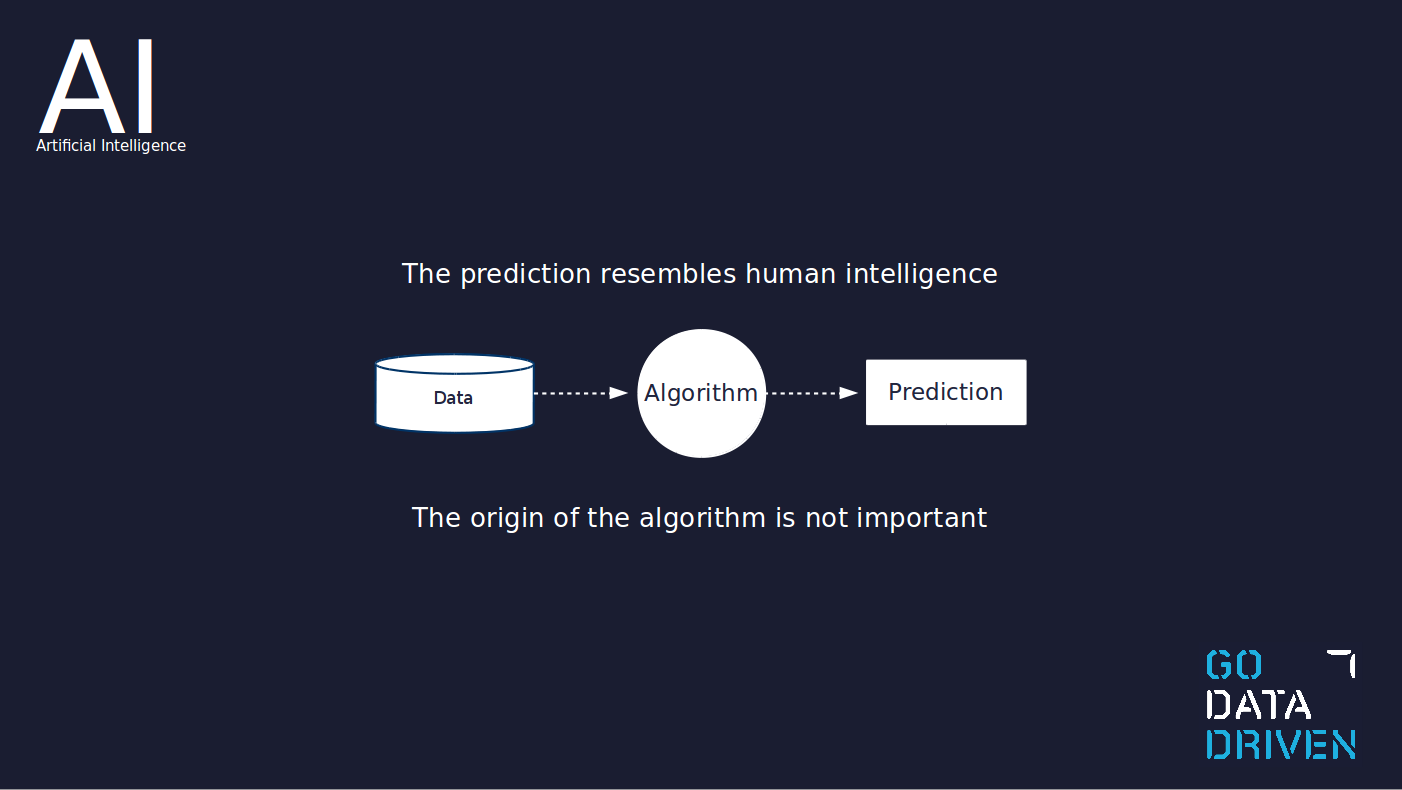 AI
Artificial Intelligence
The prediction resembles human intelligence
Data
Algorithm
Prediction
The origin of the algorithm is not important
GO
DATA
DRIVEN